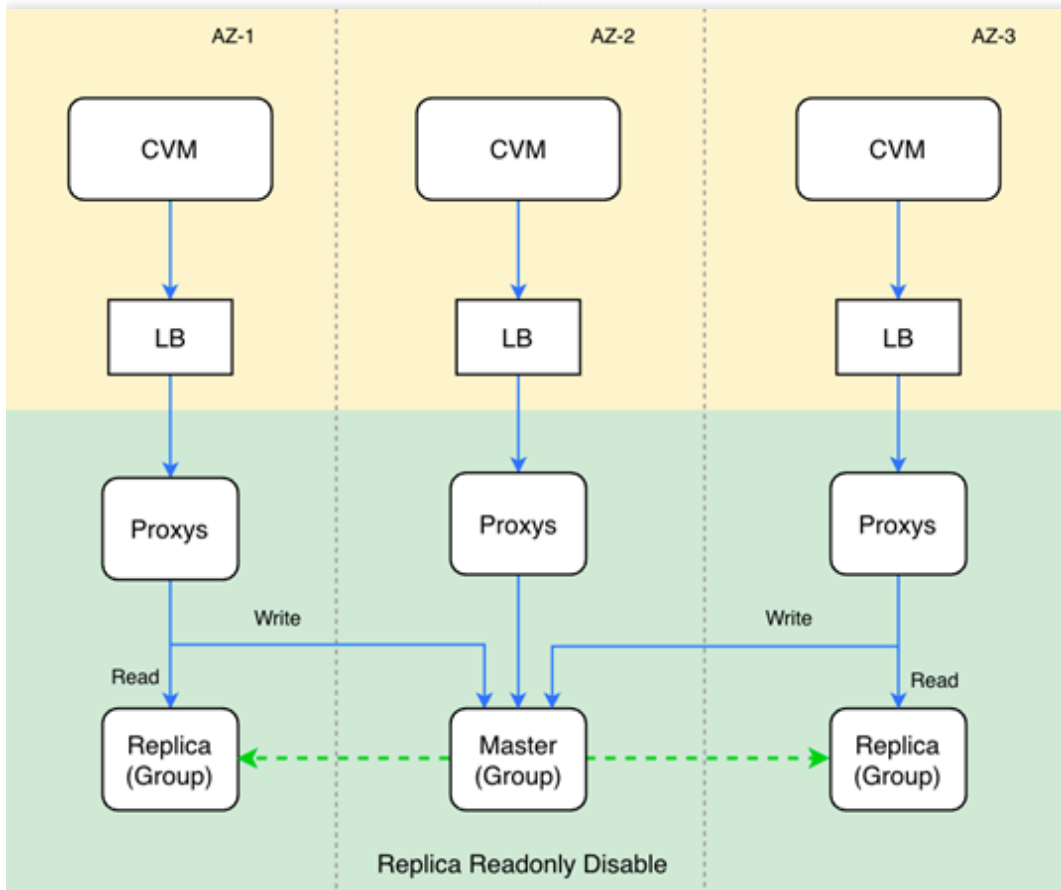 AZ-1
AZ-2
AZ-3
CVM
CVM
CVM
LB
LB
LB
Proxys
Proxys
Proxys
Write
Write
Read
Read
Replica
(Group)
Master
(Group)
Replica
(Group)
Replica Readonly Disable